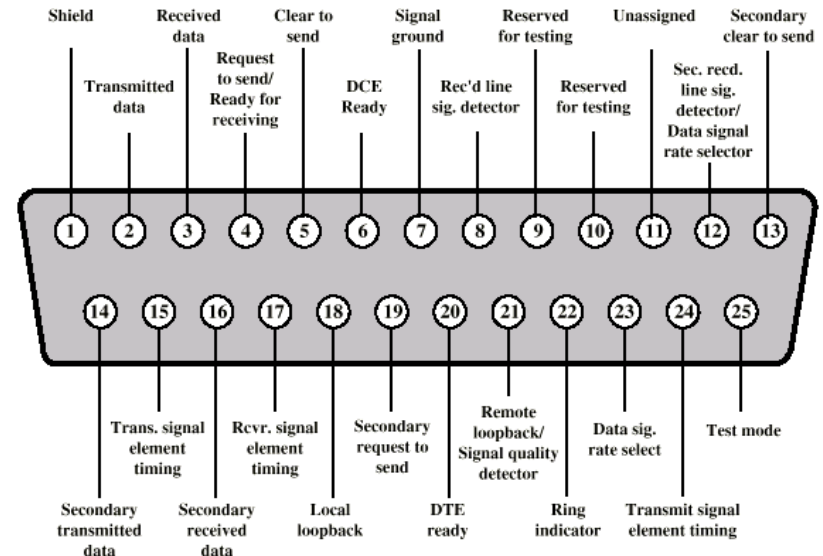 Shield
Transmitted
data
Received
data
Request
to send/
Ready for
receiving
Clear to
send
DCE
Ready
Signal
ground
Rec'd line
sig. detector
Reserved
for testing
Reserved
for testing
Unassigned
Sec. recd.
line sig.
detector/
Data signal
rate selector
Secondary
clear to send
1 2 3 4 5 6 7 8 9 10 11 12 13
14 15 16 17 18 19 20 21 22 23 24 25
Secondary
transmitted
data
Trans. signal
element
timing
Secondary
received
data
Rcvr. signal
element
timing
Local
loopback
Secondary
request to
send
DTE
ready
Remote
loopback/
Signal quality
detector
Ring
indicator
Data sig.
rate select
Transmit signal
element timing
Test mode